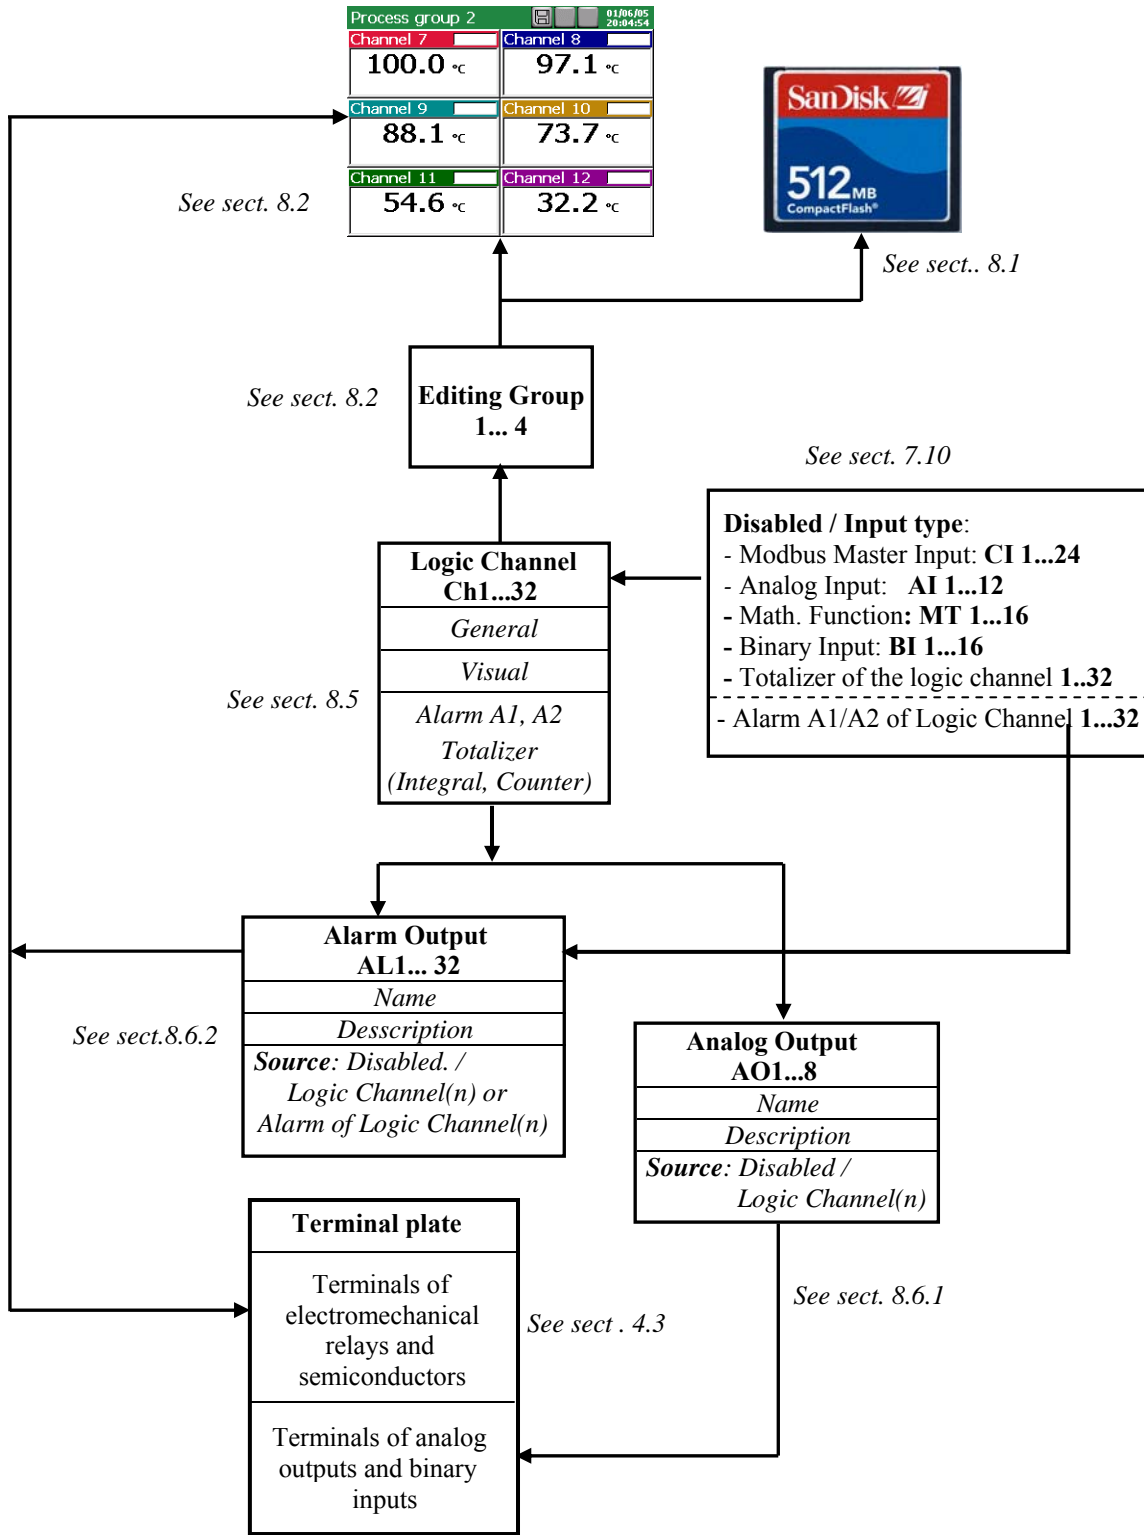 Process group 2
01/06/05
20:04:54
Channel 7
Channel 8
100.0 °C
97.1 °C
Channel 9
Channel 10
88.1 °C
73.7 °C
Channel 11
Channel 12
54.6 °C
32.2 °C
SanDisk
512 MB
CompactFlash®
See sect. 8.2
See sect.. 8.1
See sect. 8.2
Editing Group
1... 4
See sect. 7.10
Disabled / Input type:
- Modbus Master Input: CI 1...24
- Analog Input: AI 1...12
- Math. Function: MT 1...16
- Binary Input: BI 1...16
- Totalizer of the logic channel 1..32
- Alarm A1/A2 of Logic Channel 1...32
Logic Channel
Ch1...32
General
Visual
Alarm A1, A2
Totalizer
(Integral, Counter)
See sect. 8.5
Alarm Output
AL1... 32
Name
Desscription
Source: Disabled. /
Logic Channel(n) or
Alarm of Logic Channel(n)
See sect.8.6.2
Analog Output
AO1...8
Name
Description
Source: Disabled /
Logic Channel(n)
Terminal plate
Terminals of
electromechanical
relays and
semiconductors
Terminals of analog
outputs and binary
inputs
See sect . 4.3
See sect. 8.6.1